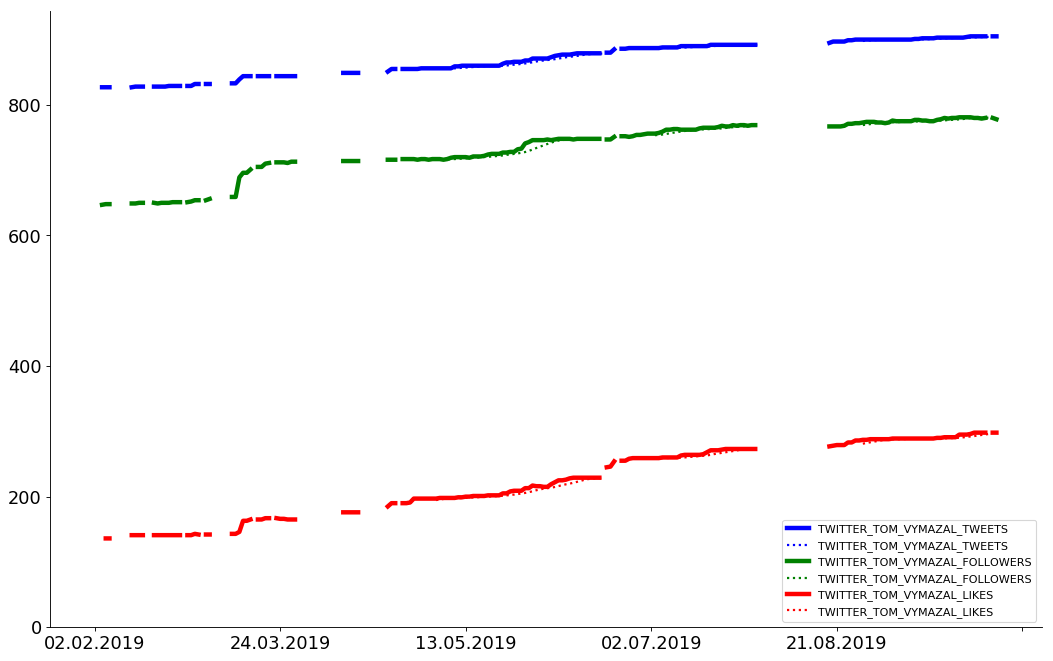 800
600
400
200
0
02.02.2019 24.03.2019 13.05.2019 02.07.2019 21.08.2019
TWITTER_TOM_VYMAZAL_TWEETS
TWITTER_TOM_VYMAZAL_TWEETS
TWITTER_TOM_VYMAZAL_FOLLOWERS
TWITTER_TOM_VYMAZAL_FOLLOWERS
TWITTER_TOM_VYMAZAL_LIKES
TWITTER_TOM_VYMAZAL_LIKES